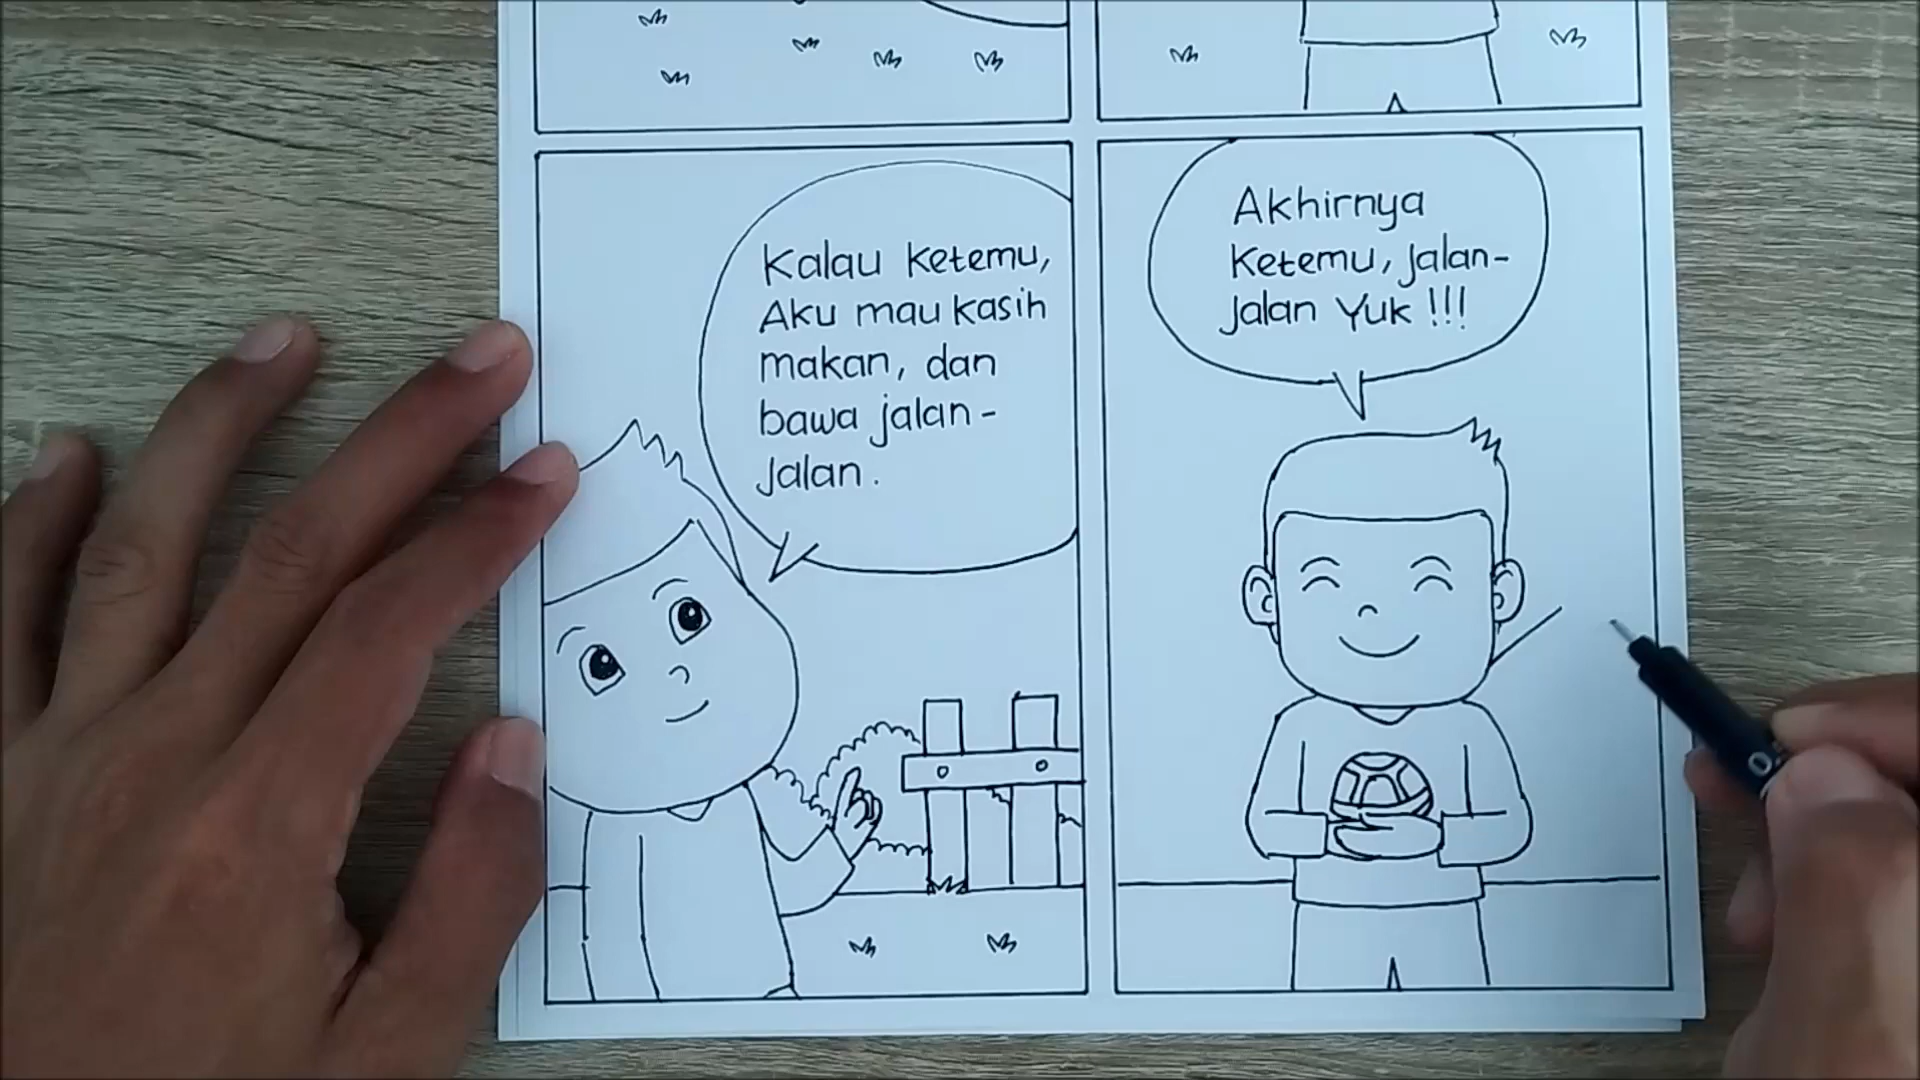 Kalau Ketemu,
Aku mau kasih
makan, dan
bawa jalan-
Jalan.
Akhirnya
Ketemu, Jalan-
Jalan Yuk !!!